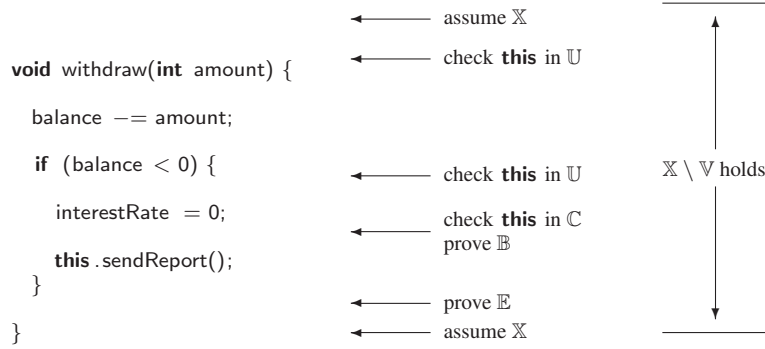 assume 𝕏
check this in 𝕌
void withdraw(int amount) {
balance −= amount;
if (balance < 0) {
check this in 𝕌
𝕏 \ 𝕍 holds
interestRate = 0;
check this in ℂ
prove 𝔹
this .sendReport();
}
prove 𝔼
}
assume 𝕏